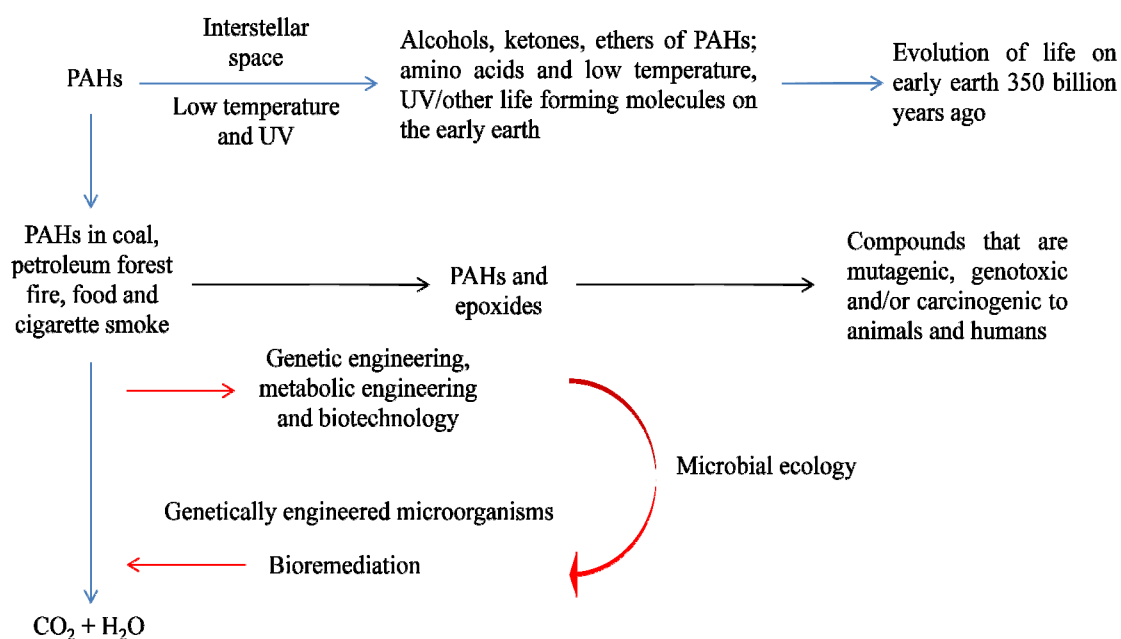 PAHs
Interstellar
space
Low temperature
and UV
Alcohols, ketones, ethers of PAHs;
amino acids and low temperature,
UV/other life forming molecules on
the early earth
Evolution of life on
early earth 350 billion
years ago
PAHs in coal,
petroleum forest
fire, food and
cigarette smoke
PAHs and
epoxides
Compounds that are
mutagenic, genotoxic
and/or carcinogenic to
animals and humans
Genetic engineering,
metabolic engineering
and biotechnology
Microbial ecology
Genetically engineered microorganisms
Bioremediation
CO₂ + H₂O